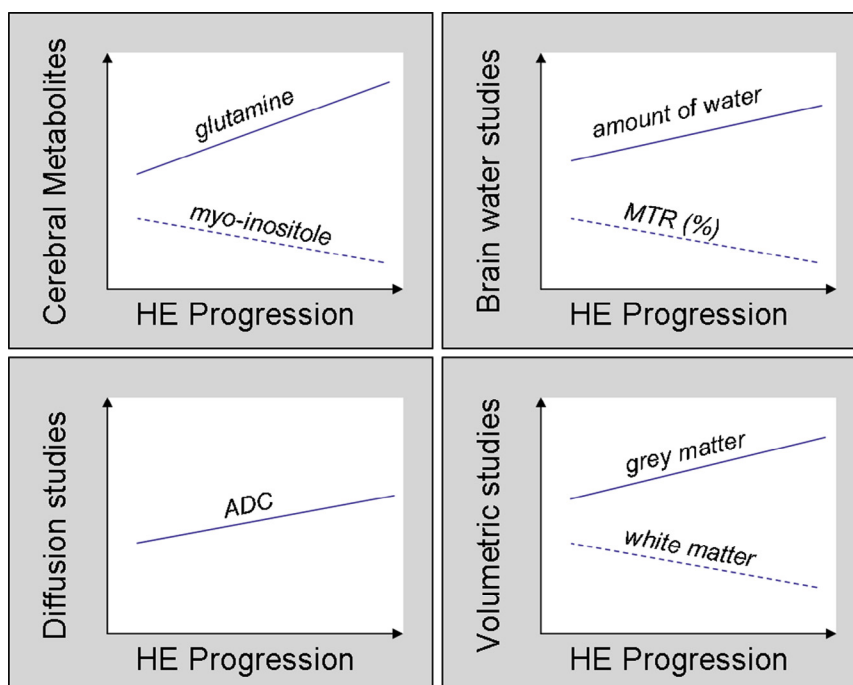 Cerebral Metabolites
glutamine
myo-inositole
HE Progression
Brain water studies
amount of water
MTR (%)
HE Progression
Diffusion studies
ADC
HE Progression
Volumetric studies
grey matter
white matter
HE Progression